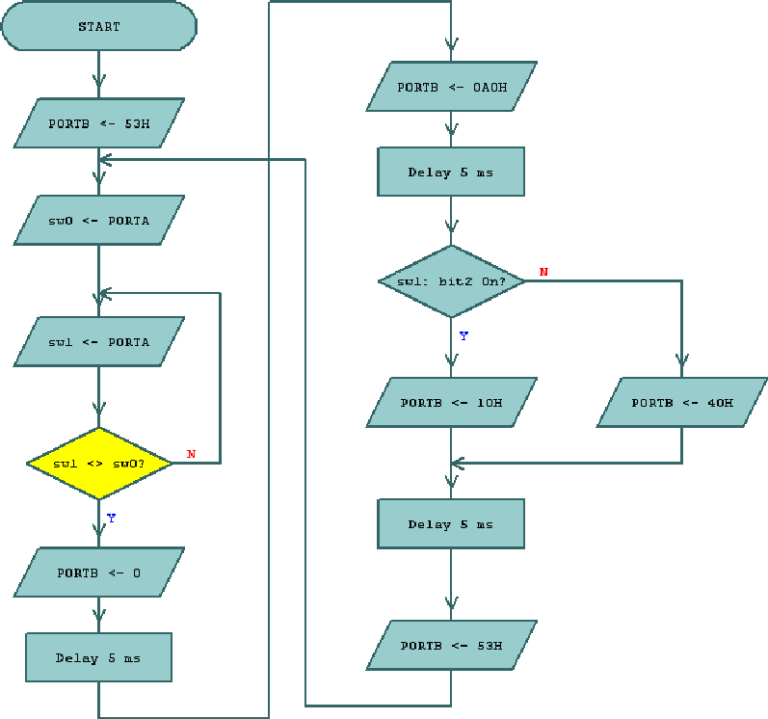 START
PORTB <- 53H
sw0 <- PORTA
sw1 <- PORTA
sw1 <> sw0?
N
Y
PORTB <- 0
Delay 5 ms
PORTB <- 0A0H
Delay 5 ms
sw1: bit2 On?
N
Y
PORTB <- 10H
PORTB <- 40H
Delay 5 ms
PORTB <- 53H